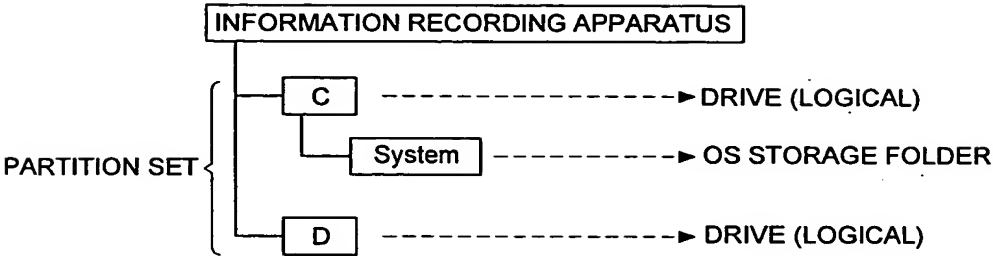 INFORMATION RECORDING APPARATUS
C DRIVE (LOGICAL)
System OS STORAGE FOLDER
PARTITION SET
D DRIVE (LOGICAL)